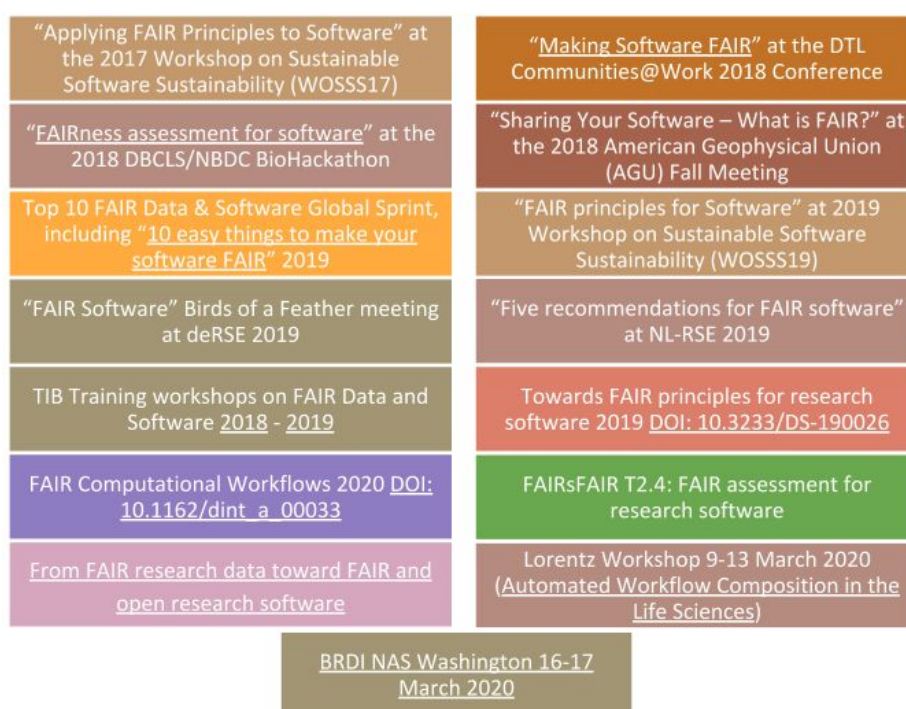 “Applying FAIR Principles to Software” at
the 2017 Workshop on Sustainable
Software Sustainability (WOSSS17)
“Making Software FAIR” at the DTL
Communities@Work 2018 Conference
“FAIRness assessment for software” at the
2018 DBCLS/NBDC BioHackathon
“Sharing Your Software – What is FAIR?” at
the 2018 American Geophysical Union
(AGU) Fall Meeting
Top 10 FAIR Data & Software Global Sprint,
including “10 easy things to make your
software FAIR” 2019
“FAIR principles for Software” at 2019
Workshop on Sustainable Software
Sustainability (WOSSS19)
“FAIR Software” Birds of a Feather meeting
at deRSE 2019
“Five recommendations for FAIR software”
at NL-RSE 2019
TIB Training workshops on FAIR Data and
Software 2018 - 2019
Towards FAIR principles for research
software 2019 DOI: 10.3233/DS-190026
FAIR Computational Workflows 2020 DOI:
10.1162/dint_a_00033
FAIRsFAIR T2.4: FAIR assessment for
research software
From FAIR research data toward FAIR and
open research software
Lorentz Workshop 9-13 March 2020
(Automated Workflow Composition in the
Life Sciences)
BRDI NAS Washington 16-17
March 2020